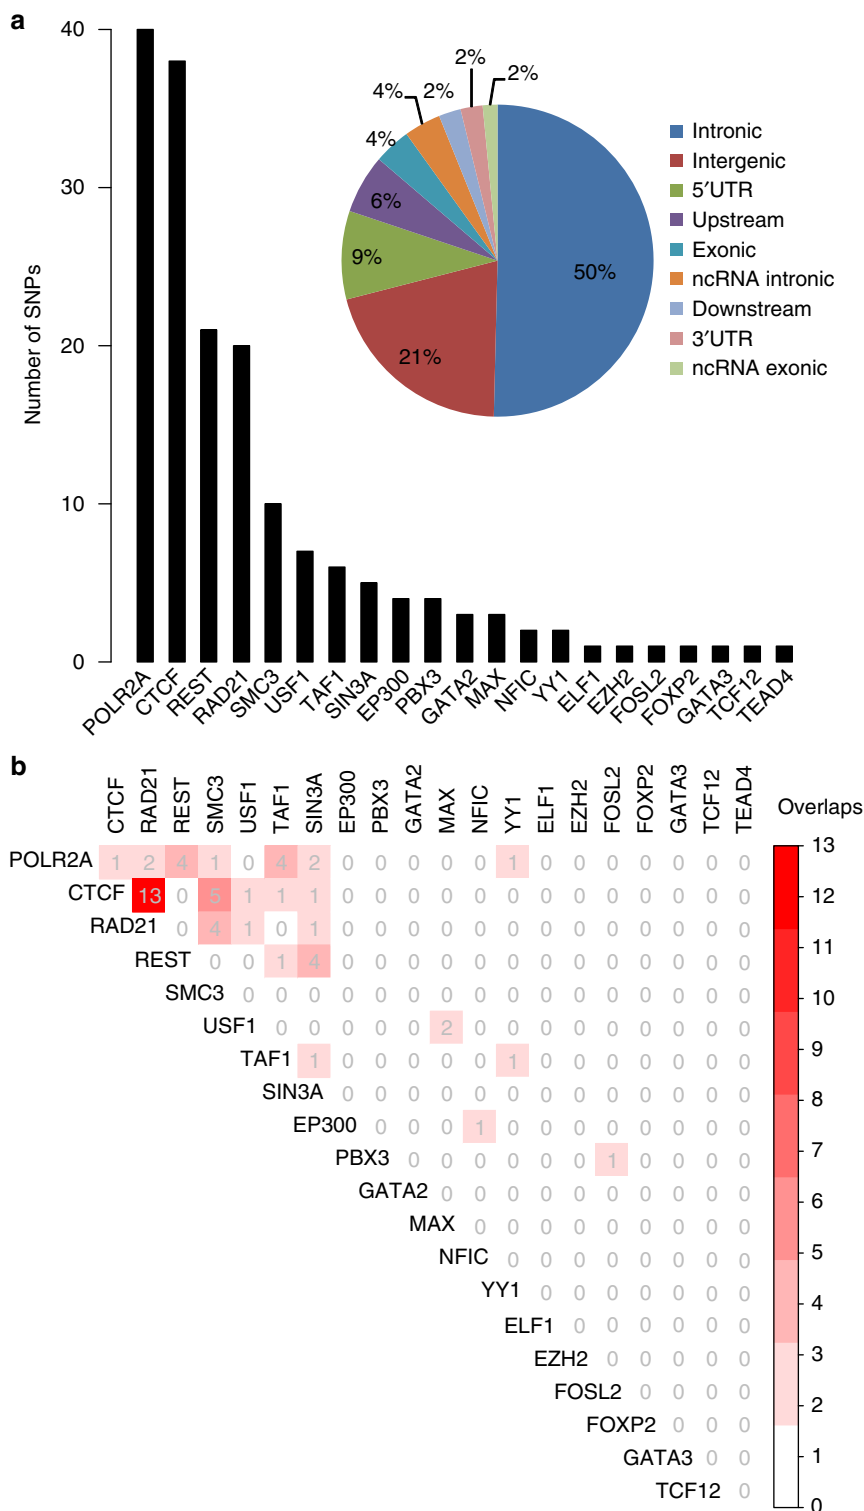 a
Number of SNPs
40
30
20
10
0
POLR2A
CTCF
REST
RAD21
SMC3
USF1
TAF1
SIN3A
EP300
PBX3
GATA2
MAX
NFIC
YY1
ELF1
EZH2
FOSL2
FOXP2
GATA3
TCF12
TEAD4
50%
21%
9%
6%
4%
4%
2%
2%
2%
Intronic
Intergenic
5′UTR
Upstream
Exonic
ncRNA intronic
Downstream
3′UTR
ncRNA exonic
b
CTCF RAD21 REST SMC3 USF1 TAF1 SIN3A EP300 PBX3 GATA2 MAX NFIC YY1 ELF1 EZH2 FOSL2 FOXP2 GATA3 TCF12 TEAD4
POLR2A 1 2 4 1 0 4 2 0 0 0 0 0 1 0 0 0 0 0 0 0
CTCF 13 0 5 1 1 1 0 0 0 0 0 0 0 0 0 0 0 0 0
RAD21 0 4 1 0 1 0 0 0 0 0 0 0 0 0 0 0 0 0
REST 0 0 1 4 0 0 0 0 0 0 0 0 0 0 0 0 0
SMC3 0 0 0 0 0 0 0 0 0 0 0 0 0 0 0 0
USF1 0 0 0 0 0 2 0 0 0 0 0 0 0 0 0
TAF1 1 0 0 0 0 0 1 0 0 0 0 0 0 0
SIN3A 0 0 0 0 0 0 0 0 0 0 0 0 0
EP300 0 0 0 1 0 0 0 0 0 0 0 0
PBX3 0 0 0 0 0 0 1 0 0 0 0
GATA2 0 0 0 0 0 0 0 0 0 0
MAX 0 0 0 0 0 0 0 0 0
NFIC 0 0 0 0 0 0 0 0
YY1 0 0 0 0 0 0 0
ELF1 0 0 0 0 0 0
EZH2 0 0 0 0 0
FOSL2 0 0 0 0
FOXP2 0 0 0
GATA3 0 0
TCF12 0
Overlaps
13
12
11
10
9
8
7
6
5
4
3
2
1
0